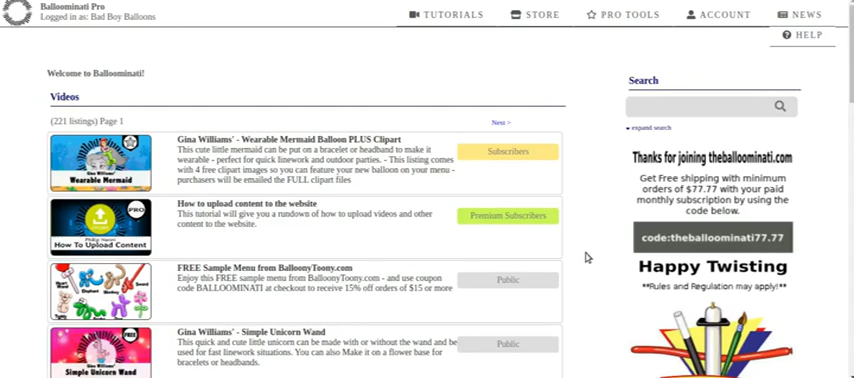 Balloominati Pro
Logged in as: Bad Boy Balloons
TUTORIALS
STORE
PRO TOOLS
ACCOUNT
NEWS
HELP
Welcome to Balloominati!
Videos
(221 listings) Page 1
Next >
Gina Williams' - Wearable Mermaid Balloon PLUS Clipart
This cute little mermaid can be put on a bracelet or headband to make it
wearable - perfect for quick linework and outdoor parties. - This listing comes
with 4 free clipart images so you can feature your new balloon on your menu -
purchasers will be emailed the FULL clipart files
Subscribers
Gina Williams'
Wearable Mermaid
How to upload content to the website
This tutorial will give you a rundown of how to upload videos and other
content to the website.
Premium Subscribers
PRO
How To Upload Content
FREE Sample Menu from BalloonyToony.com
Enjoy this FREE sample menu from BalloonyToony.com - and use coupon
code BALLOOMINATI at checkout to receive 15% off orders of $15 or more
Public
Gina Williams' - Simple Unicorn Wand
This quick and cute little unicorn can be made with or without the wand and be
used for fast linework situations. You can also Make it on a flower base for
bracelets or headbands.
Public
FREE
Gina Williams'
Simple Unicorn Wand
Search
expand search
Thanks for joining theballoominati.com
Get Free shipping with minimum
orders of $77.77 with your paid
monthly subscription by using the
code below.
code:theballoominati77.77
Happy Twisting
**Rules and Regulation may apply!**